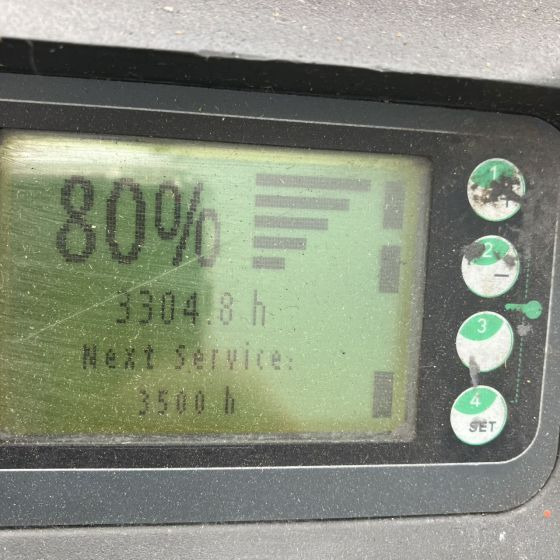 80%
3304.8 h
Next Service:
3500 h
1
+
2
−
3
4
SET